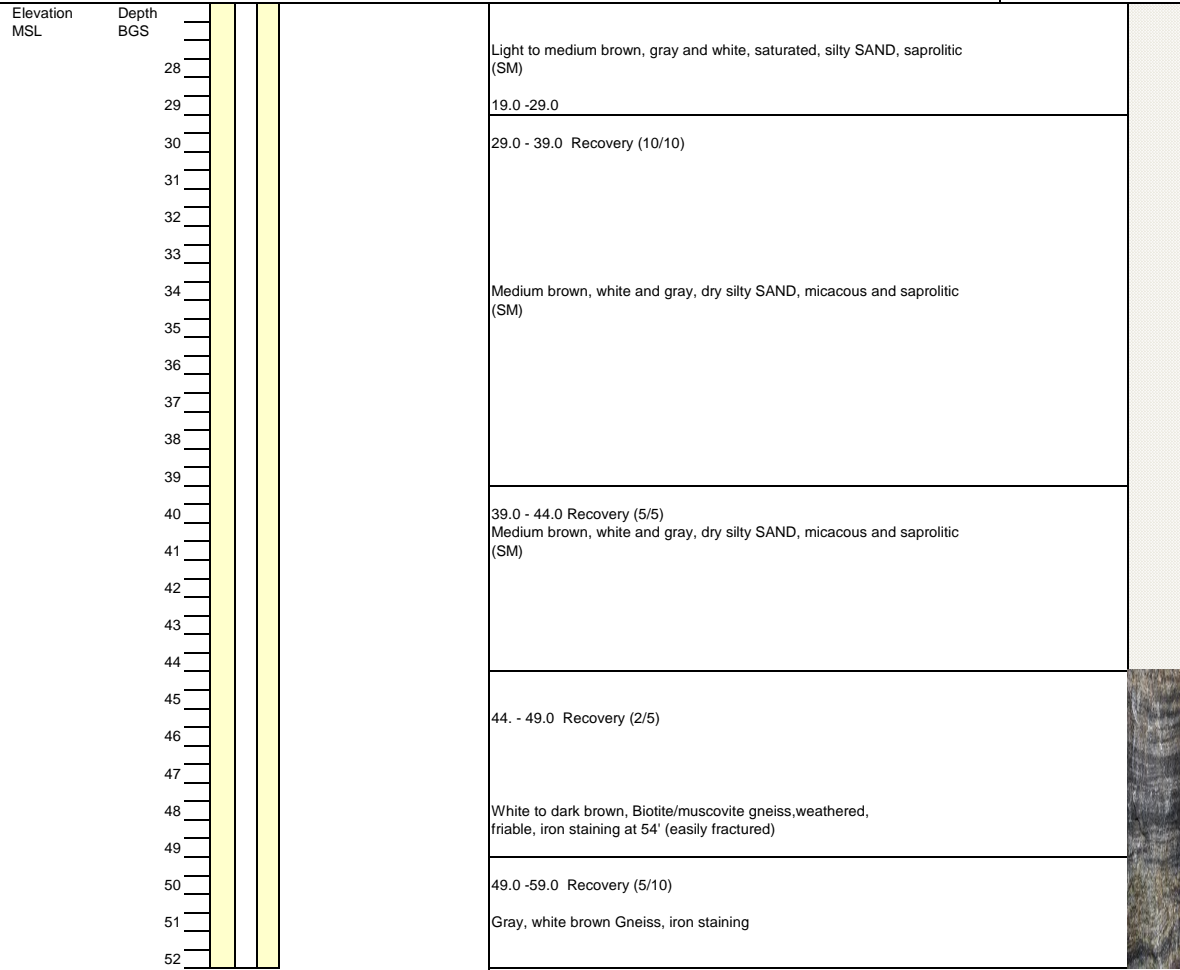 Elevation Depth
MSL BGS
Light to medium brown, gray and white, saturated, silty SAND, saprolitic
28 (SM)
29 19.0 -29.0
30 29.0 - 39.0 Recovery (10/10)
31
32
33
34 Medium brown, white and gray, dry silty SAND, micacous and saprolitic
(SM)
35
36
37
38
39
40 39.0 - 44.0 Recovery (5/5)
Medium brown, white and gray, dry silty SAND, micacous and saprolitic
41 (SM)
42
43
44
45
44. - 49.0 Recovery (2/5)
46
47
48 White to dark brown, Biotite/muscovite gneiss,weathered,
friable, iron staining at 54' (easily fractured)
49
50 49.0 -59.0 Recovery (5/10)
51 Gray, white brown Gneiss, iron staining
52